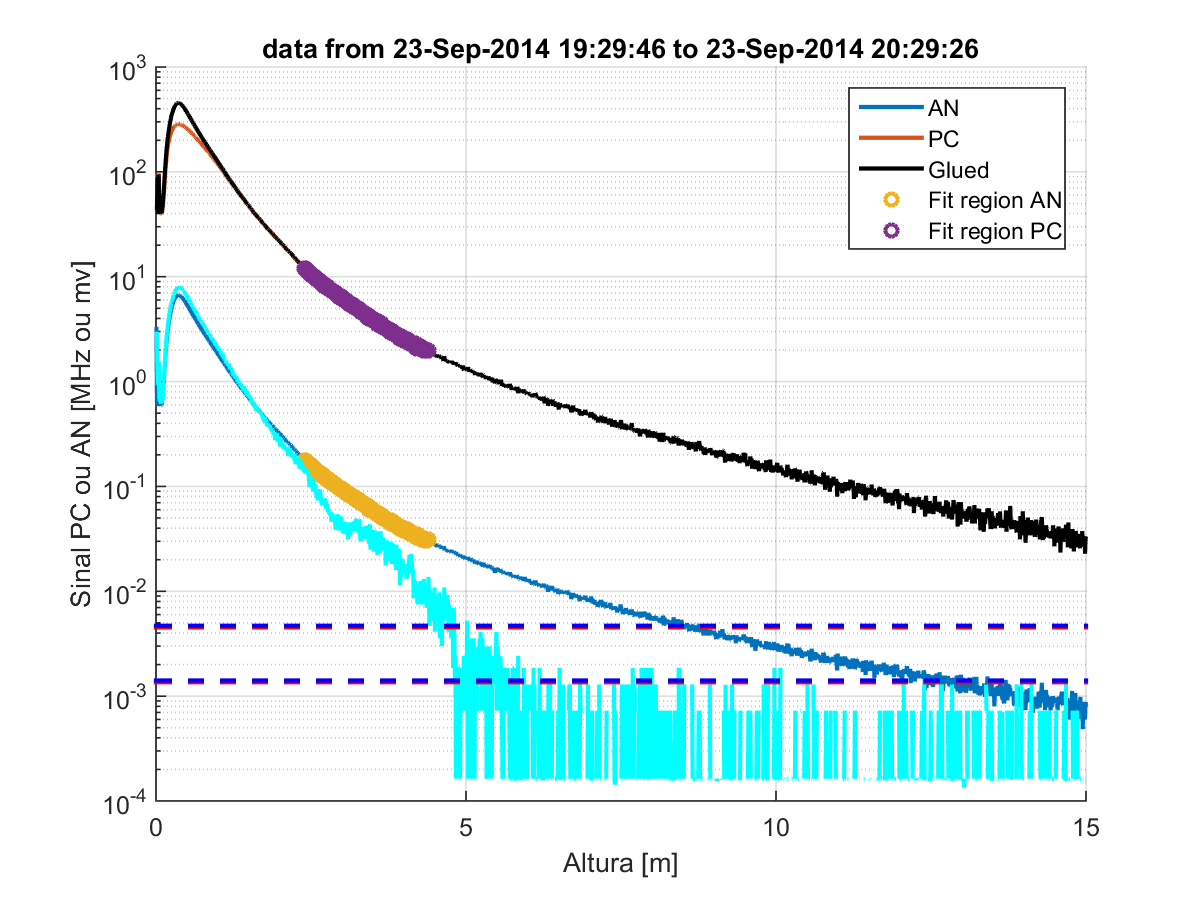 data from 23-Sep-2014 19:29:46 to 23-Sep-2014 20:29:26
AN
PC
Glued
Fit region AN
Fit region PC
Sinal PC ou AN [MHz ou mv]
10^3
10^2
10^1
10^0
10^-1
10^-2
10^-3
10^-4
0 5 10 15
Altura [m]